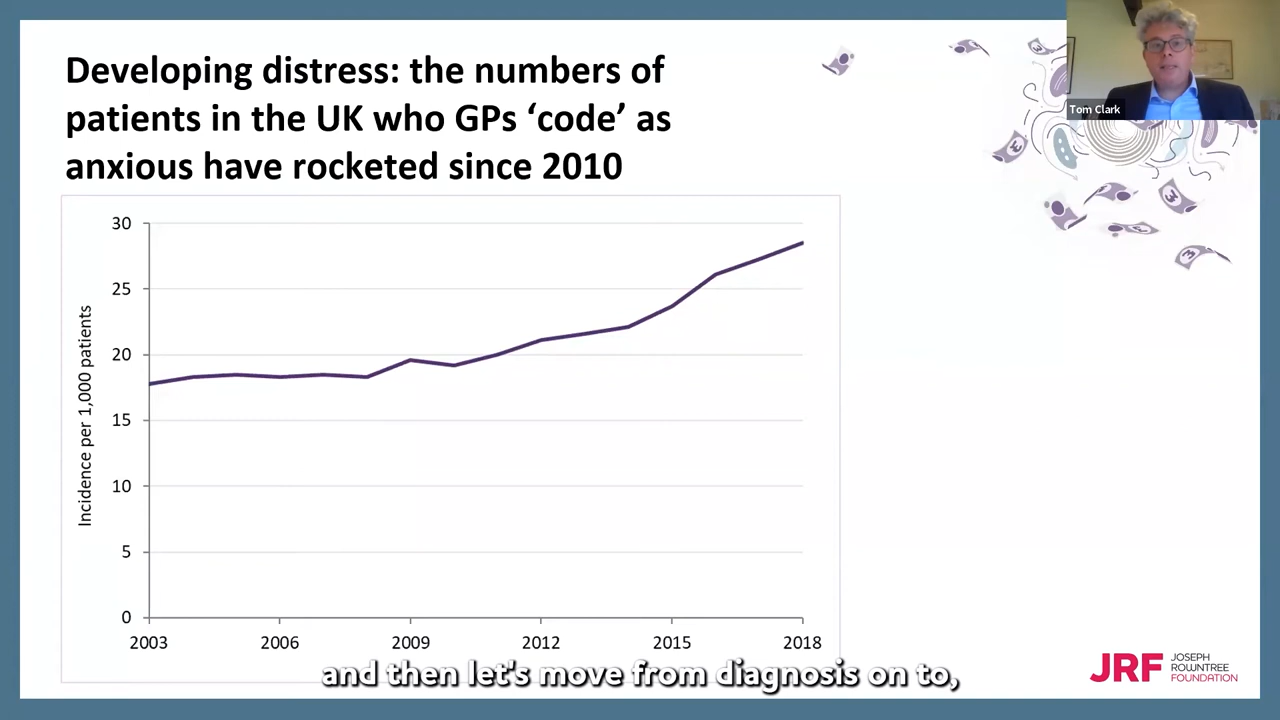 Developing distress: the numbers of
patients in the UK who GPs ‘code’ as
anxious have rocketed since 2010
Tom Clark
Incidence per 1,000 patients
30
25
20
15
10
5
0
2003
2006
2009
2012
2015
2018
and then let's move from diagnosis on to,
JRF
JOSEPH
ROWNTREE
FOUNDATION